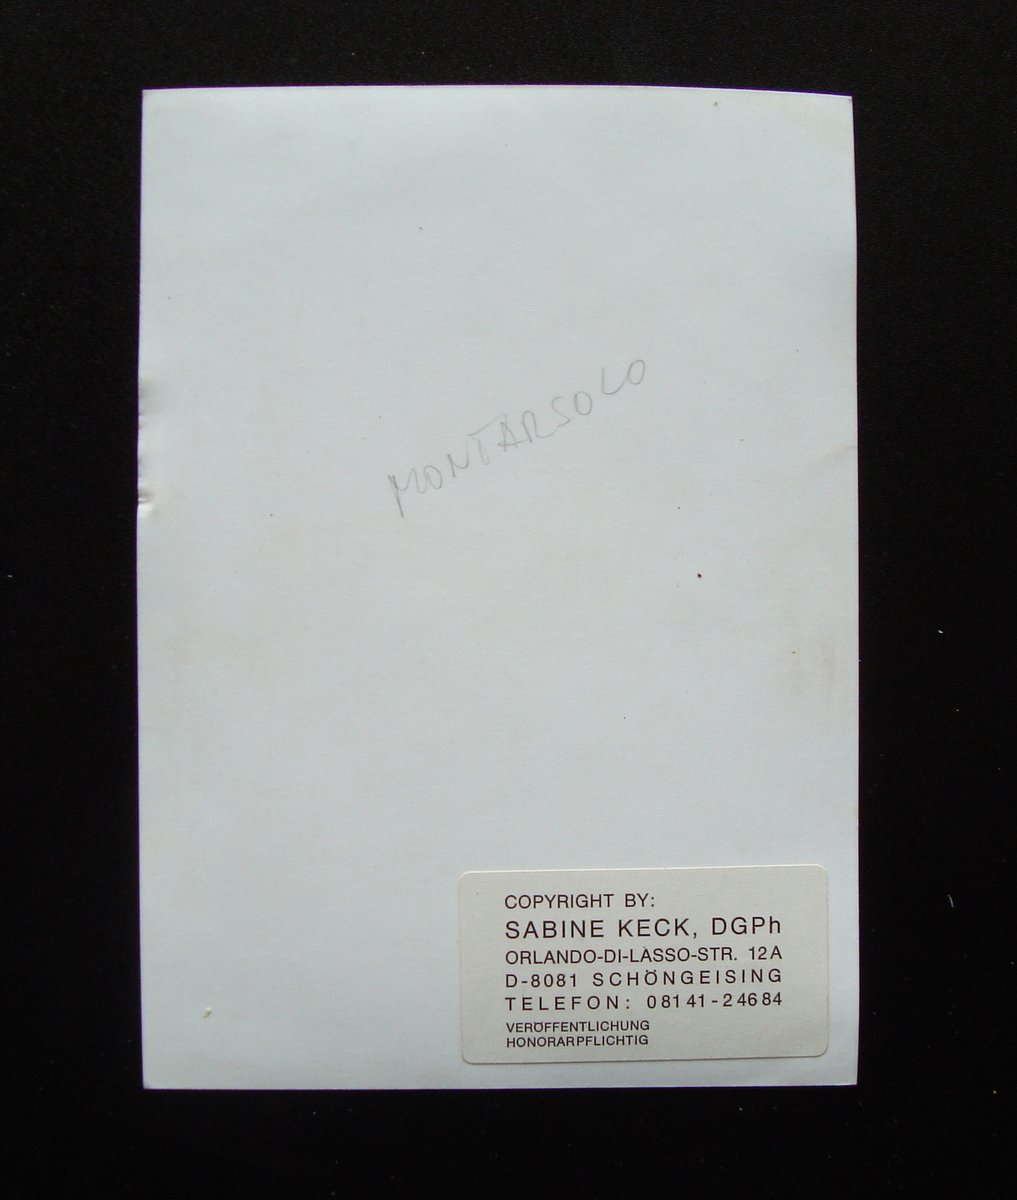 MONTARSOLO
COPYRIGHT BY:
SABINE KECK, DGPh
ORLANDO-DI-LASSO-STR. 12A
D-8081 SCHÖNGEISING
TELEFON: 08141-24684
VERÖFFENTLICHUNG
HONORARPFLICHTIG